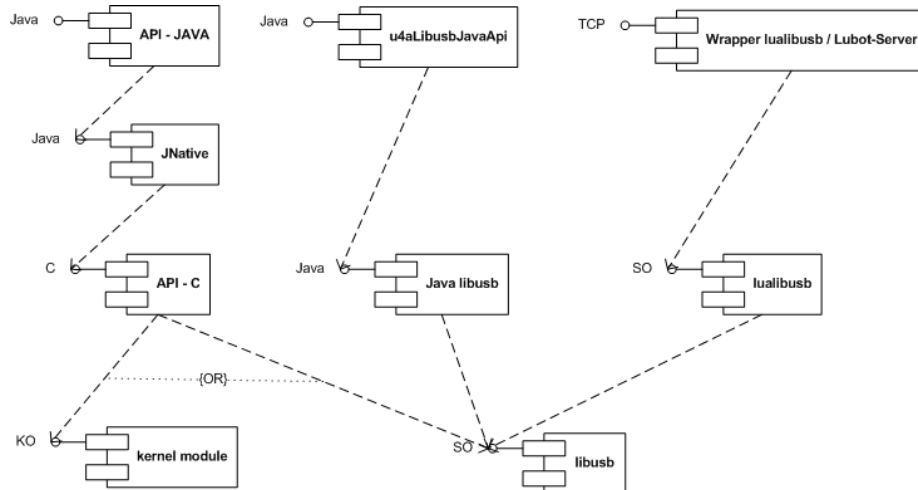 Java
API - JAVA
Java
u4aLibusbJavaApi
TCP
Wrapper lualibusb / Lubot-Server
Java
JNative
C
API - C
Java
Java libusb
SO
lualibusb
{OR}
KO
kernel module
SO
libusb